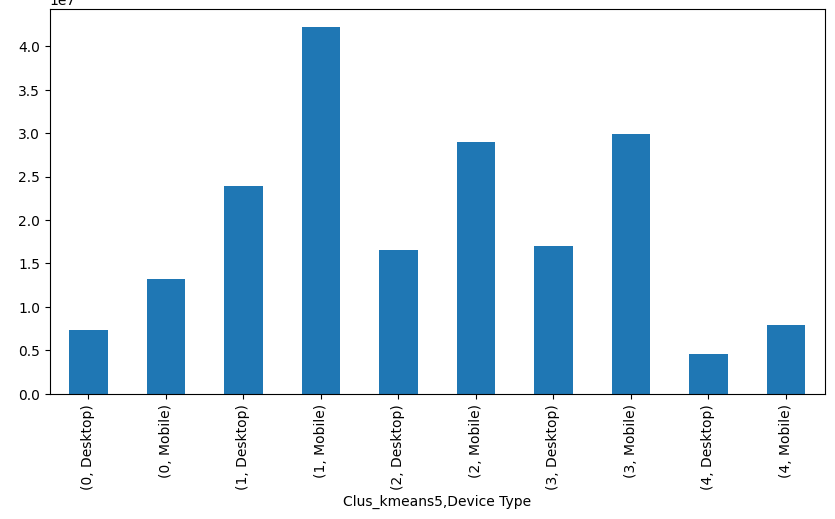 1e7
4.0
3.5
3.0
2.5
2.0
1.5
1.0
0.5
0.0
(0, Desktop)
(0, Mobile)
(1, Desktop)
(1, Mobile)
(2, Desktop)
(2, Mobile)
(3, Desktop)
(3, Mobile)
(4, Desktop)
(4, Mobile)
Clus_kmeans5,Device Type